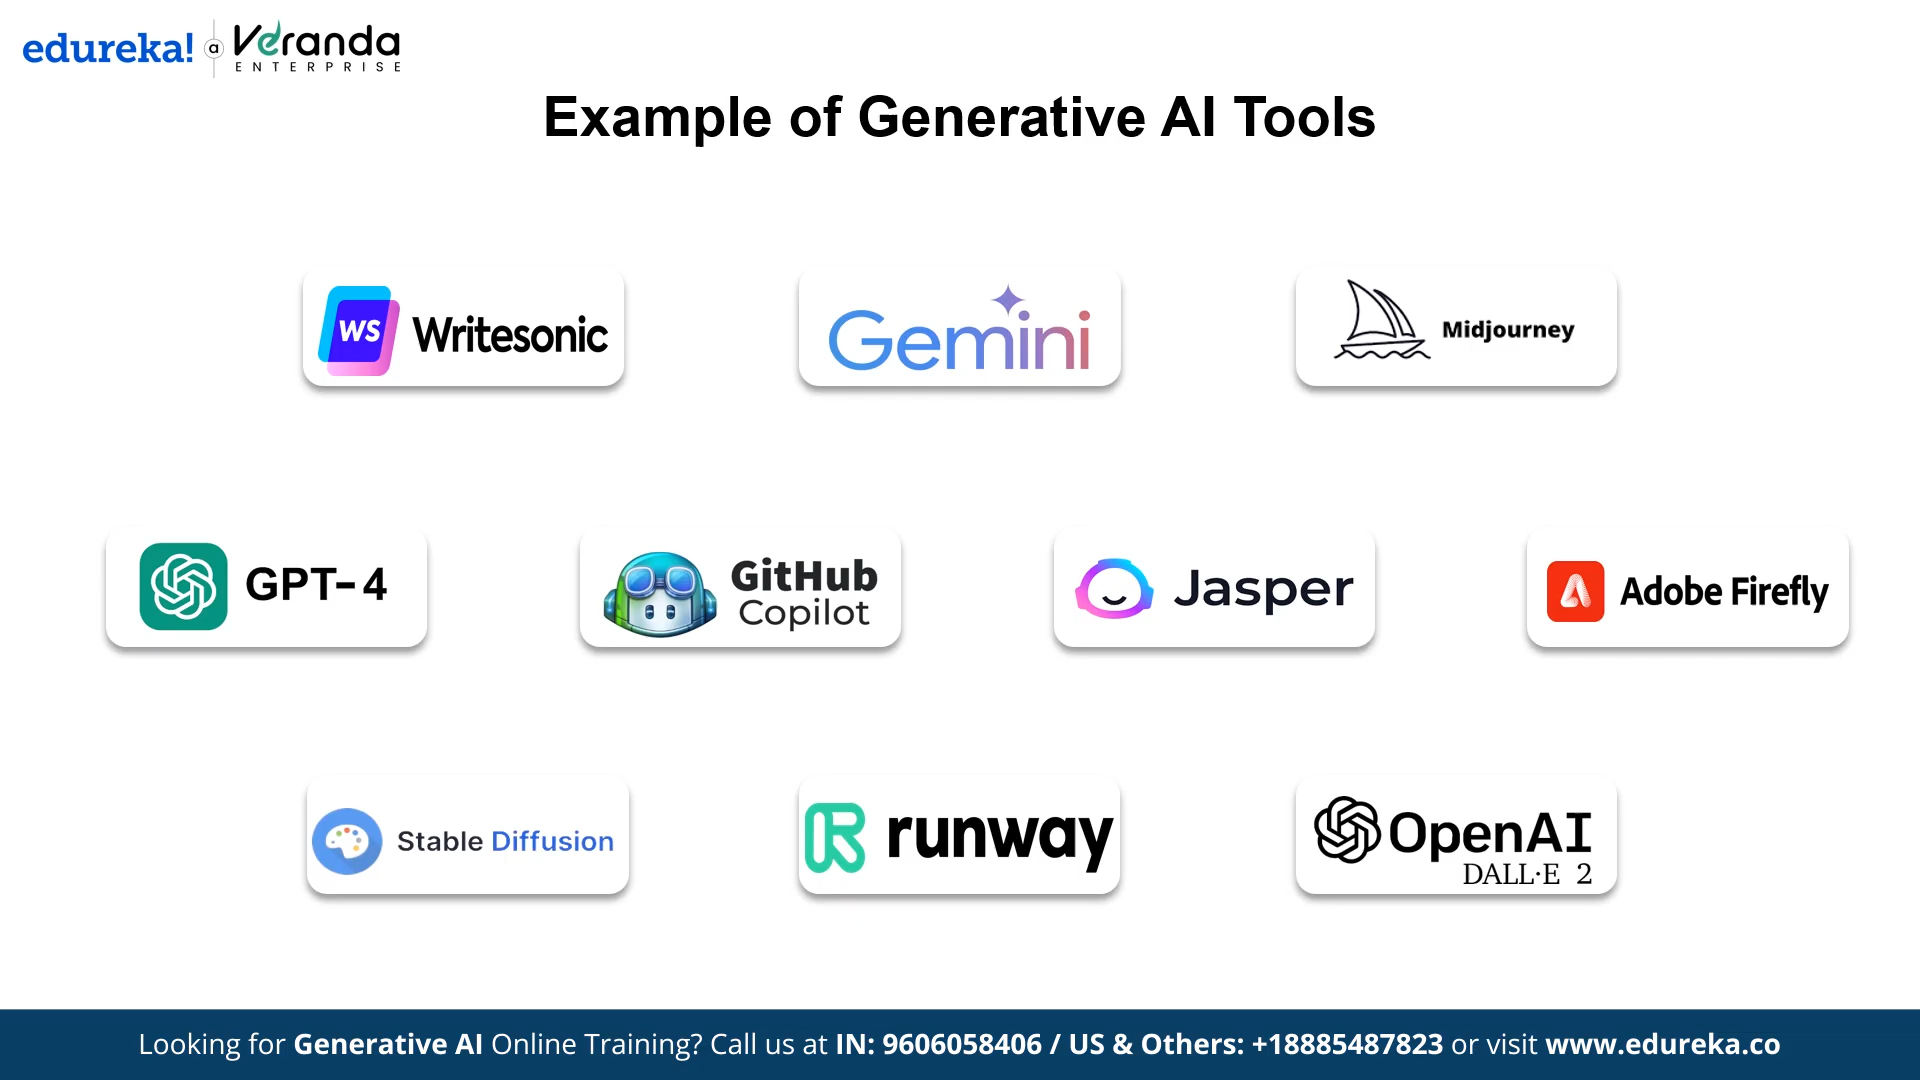 edureka! a Veranda
ENTERPRISE
Example of Generative AI Tools
WS Writesonic
Gemini
Midjourney
GPT-4
GitHub
Copilot
Jasper
Adobe Firefly
Stable Diffusion
runway
OpenAI
DALL·E 2
Looking for Generative AI Online Training? Call us at IN: 9606058406 / US & Others: +18885487823 or visit www.edureka.co